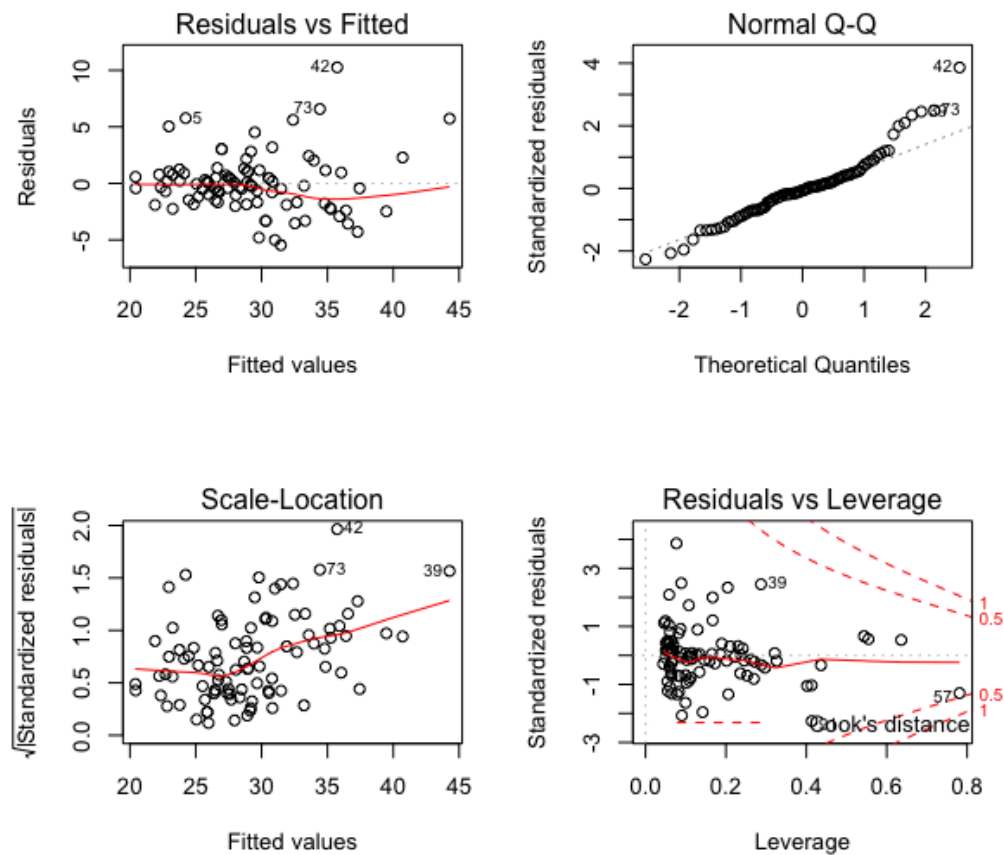 Residuals vs Fitted
Residuals
10
5
0
-5
42
73
5
20 25 30 35 40 45
Fitted values
Normal Q-Q
Standardized residuals
4
2
0
-2
42
73
-2 -1 0 1 2
Theoretical Quantiles
Scale-Location
√|Standardized residuals|
2.0
1.5
1.0
0.5
0.0
42
73
39
20 25 30 35 40 45
Fitted values
Residuals vs Leverage
Standardized residuals
3
1
-1
-3
39
57
1
0.5
0.5
1
Cook's distance
0.0 0.2 0.4 0.6 0.8
Leverage